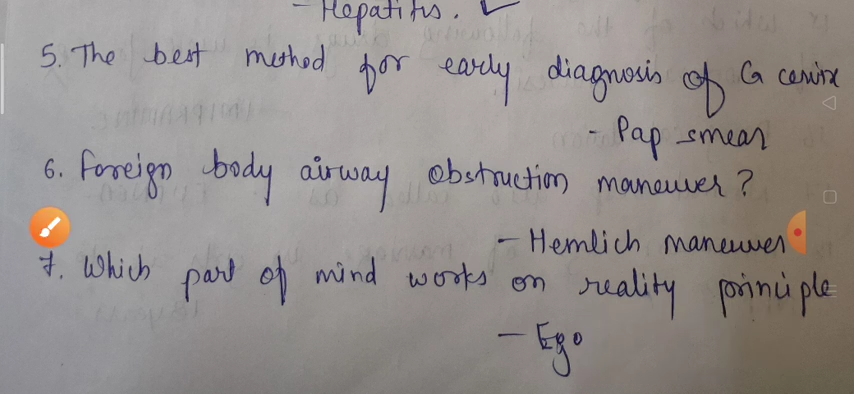 - Hepatitis.
5. The best method for early diagnosis of Ca cervix
- Pap smear
6. Foreign body airway obstruction maneuver?
- Hemlich maneuver
7. Which part of mind works on reality principle
- Ego